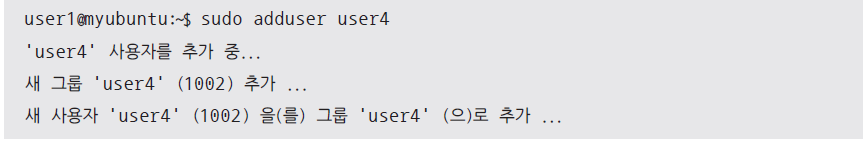 user1@myubuntu:~$ sudo adduser user4
'user4' 사용자를 추가 중...
새 그룹 'user4' (1002) 추가 ...
새 사용자 'user4' (1002) 을(를) 그룹 'user4' (으)로 추가 ...